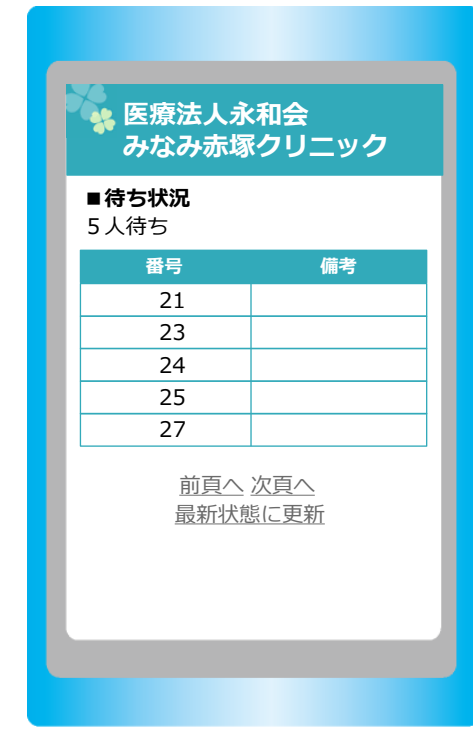 医療法人永和会
みなみ赤塚クリニック
■待ち状況
５人待ち
番号 備考
21
23
24
25
27
前頁へ 次頁へ
最新状態に更新